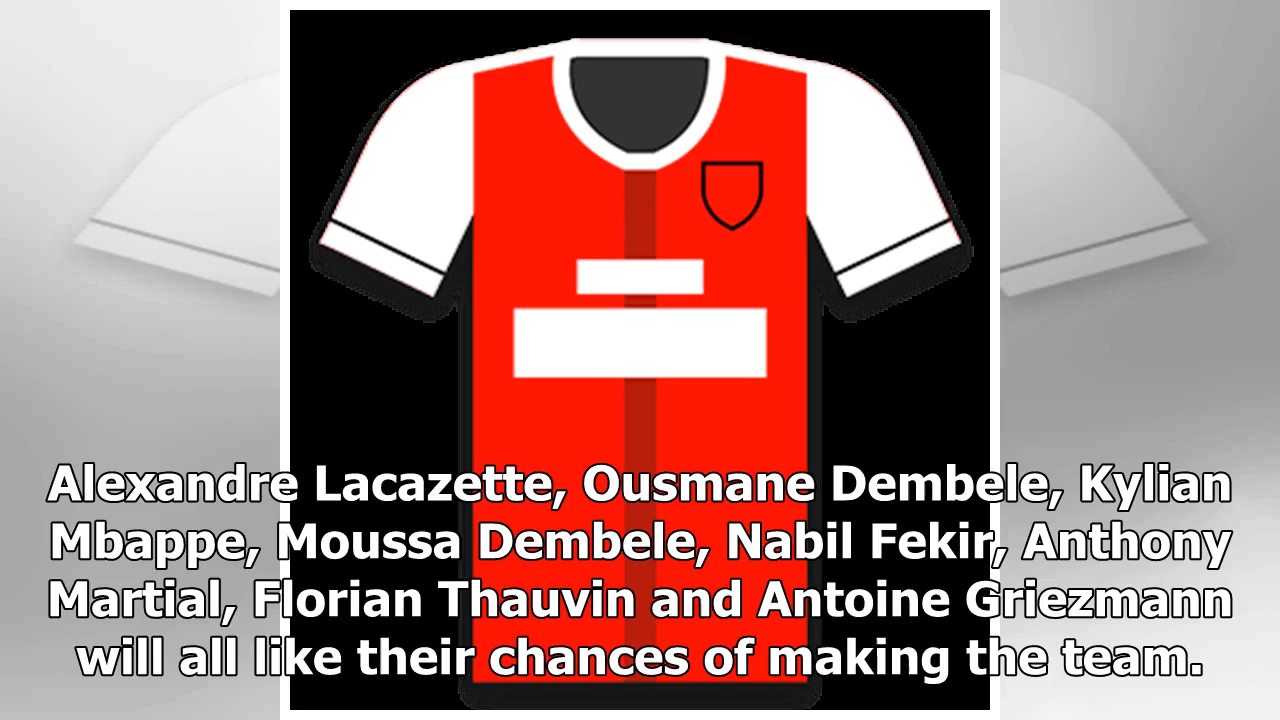 Alexandre Lacazette, Ousmane Dembele, Kylian
Mbappe, Moussa Dembele, Nabil Fekir, Anthony
Martial, Florian Thauvin and Antoine Griezmann
will all like their chances of making the team.